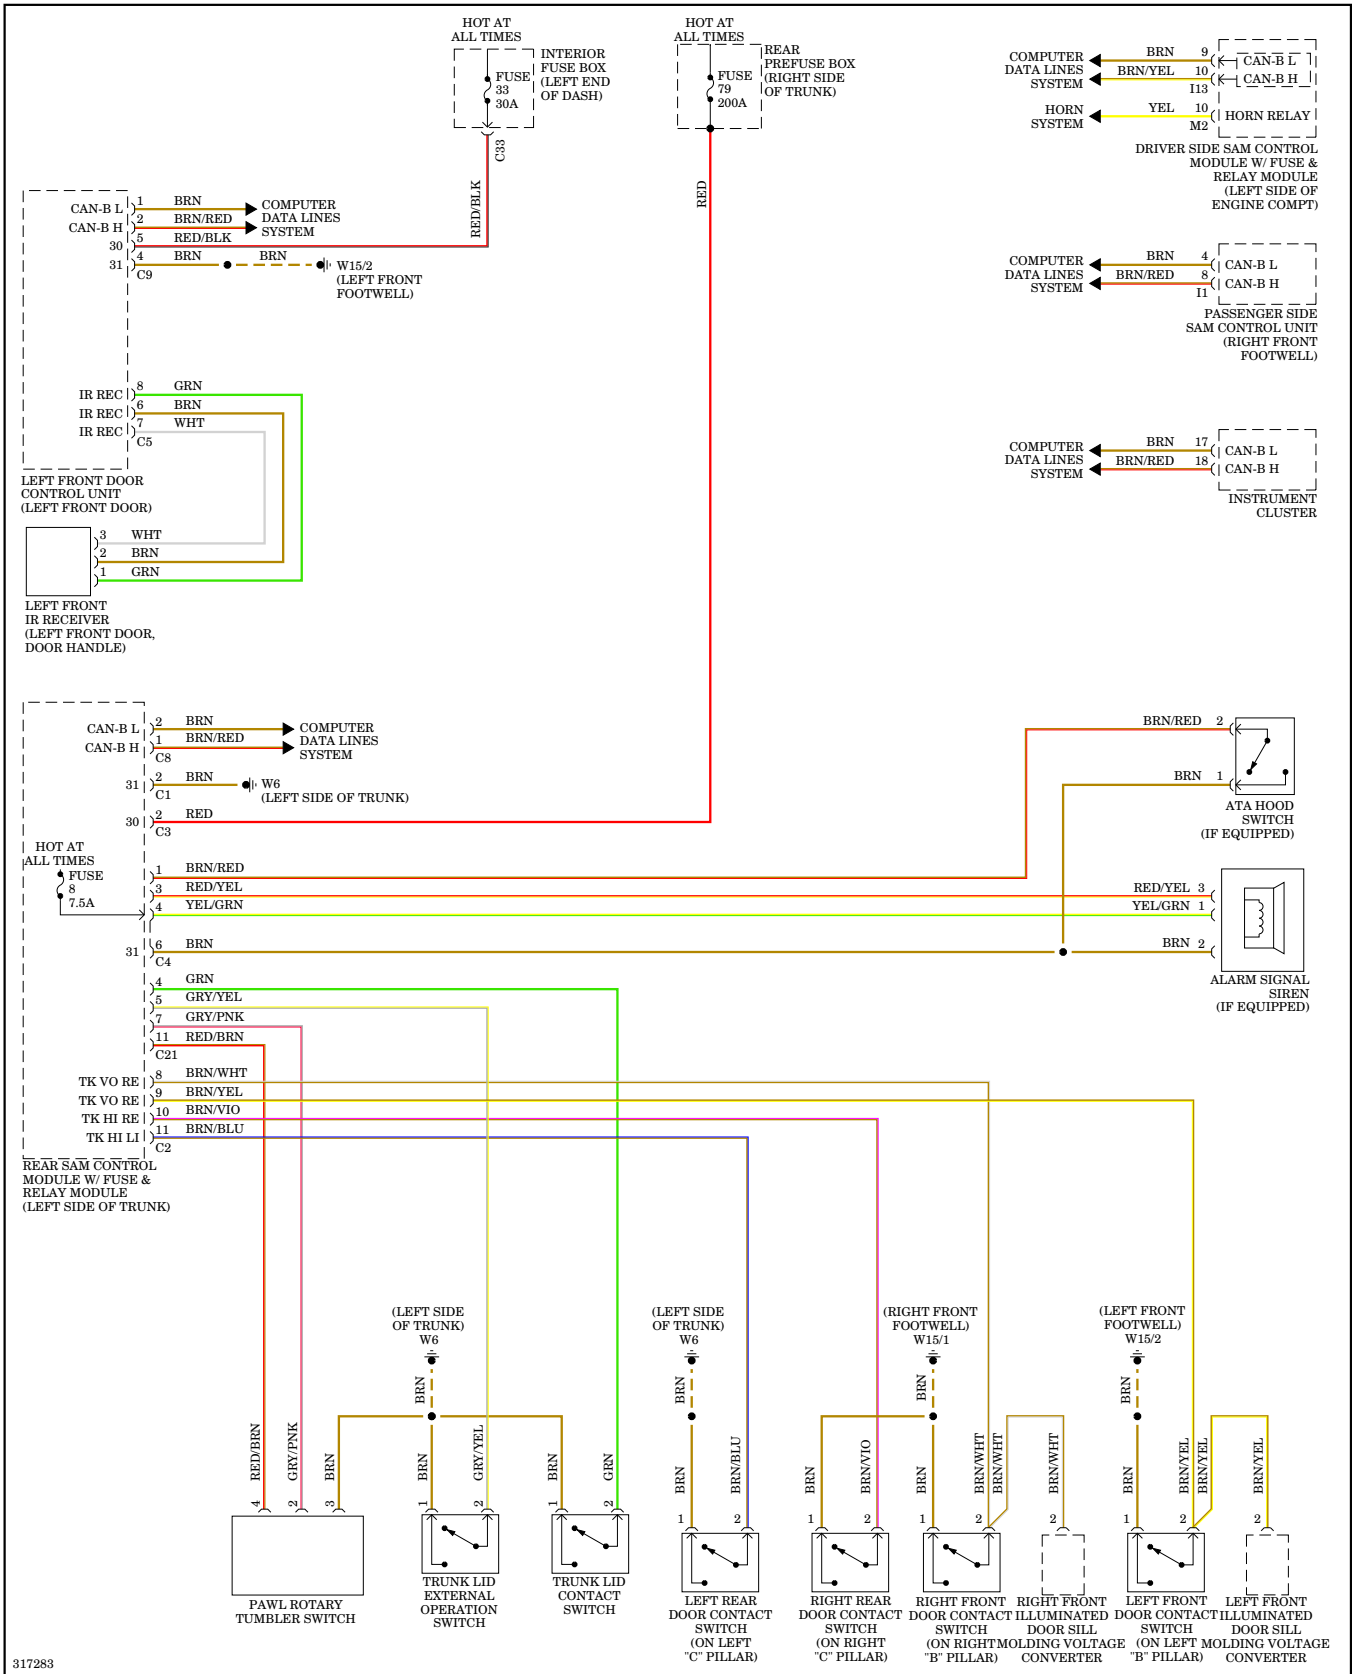 HOT AT
ALL TIMES
INTERIOR
FUSE BOX
(LEFT END
OF DASH)
FUSE
33
30A
C33
RED/BLK
HOT AT
ALL TIMES
REAR
PREFUSE BOX
(RIGHT SIDE
OF TRUNK)
FUSE
79
200A
RED
COMPUTER
DATA LINES
SYSTEM
BRN 9
CAN-B L
BRN/YEL 10
CAN-B H
I13
HORN
SYSTEM
YEL 10
HORN RELAY
M2
DRIVER SIDE SAM CONTROL
MODULE W/ FUSE &
RELAY MODULE
(LEFT SIDE OF
ENGINE COMPT)
CAN-B L 1 BRN
CAN-B H 2 BRN/RED
30 5 RED/BLK
31 4 BRN BRN
C9
COMPUTER
DATA LINES
SYSTEM
W15/2
(LEFT FRONT
FOOTWELL)
COMPUTER
DATA LINES
SYSTEM
BRN 4 CAN-B L
BRN/RED 8 CAN-B H
I1
PASSENGER SIDE
SAM CONTROL UNIT
(RIGHT FRONT
FOOTWELL)
IR REC 8 GRN
IR REC 6 BRN
IR REC 7 WHT
C5
LEFT FRONT DOOR
CONTROL UNIT
(LEFT FRONT DOOR)
COMPUTER
DATA LINES
SYSTEM
BRN 17 CAN-B L
BRN/RED 18 CAN-B H
INSTRUMENT
CLUSTER
3 WHT
2 BRN
1 GRN
LEFT FRONT
IR RECEIVER
(LEFT FRONT DOOR,
DOOR HANDLE)
CAN-B L 2 BRN
CAN-B H 1 BRN/RED
C8
COMPUTER
DATA LINES
SYSTEM
31 2 BRN
C1
W6
(LEFT SIDE OF TRUNK)
30 2 RED
C3
HOT AT
ALL TIMES
FUSE
8
7.5A
1 BRN/RED
3 RED/YEL
4 YEL/GRN
31 6 BRN
C4
BRN/RED 2
BRN 1
ATA HOOD
SWITCH
(IF EQUIPPED)
RED/YEL 3
YEL/GRN 1
BRN 2
ALARM SIGNAL
SIREN
(IF EQUIPPED)
4 GRN
5 GRY/YEL
7 GRY/PNK
11 RED/BRN
C21
TK VO RE 8 BRN/WHT
TK VO RE 9 BRN/YEL
TK HI RE 10 BRN/VIO
TK HI LI 11 BRN/BLU
C2
REAR SAM CONTROL
MODULE W/ FUSE &
RELAY MODULE
(LEFT SIDE OF TRUNK)
(LEFT SIDE
OF TRUNK)
W6
BRN
(LEFT SIDE
OF TRUNK)
W6
BRN
(RIGHT FRONT
FOOTWELL)
W15/1
BRN
(LEFT FRONT
FOOTWELL)
W15/2
BRN
RED/BRN
GRY/PNK
BRN
BRN
GRY/YEL
BRN
GRN
BRN
BRN/BLU
BRN
BRN/VIO
BRN
BRN/WHT
BRN/WHT
BRN/WHT
BRN
BRN/YEL
BRN/YEL
BRN/YEL
4 2 3
1 2
1 2
1 2
1 2
1 2
2
1 2
2
PAWL ROTARY
TUMBLER SWITCH
TRUNK LID
EXTERNAL
OPERATION
SWITCH
TRUNK LID
CONTACT
SWITCH
LEFT REAR
DOOR CONTACT
SWITCH
(ON LEFT
"C" PILLAR)
RIGHT REAR
DOOR CONTACT
SWITCH
(ON RIGHT
"C" PILLAR)
RIGHT FRONT
DOOR CONTACT
SWITCH
(ON RIGHT
"B" PILLAR)
RIGHT FRONT
ILLUMINATED
DOOR SILL
MOLDING VOLTAGE
CONVERTER
LEFT FRONT
DOOR CONTACT
SWITCH
(ON LEFT
"B" PILLAR)
LEFT FRONT
ILLUMINATED
DOOR SILL
MOLDING VOLTAGE
CONVERTER
317283